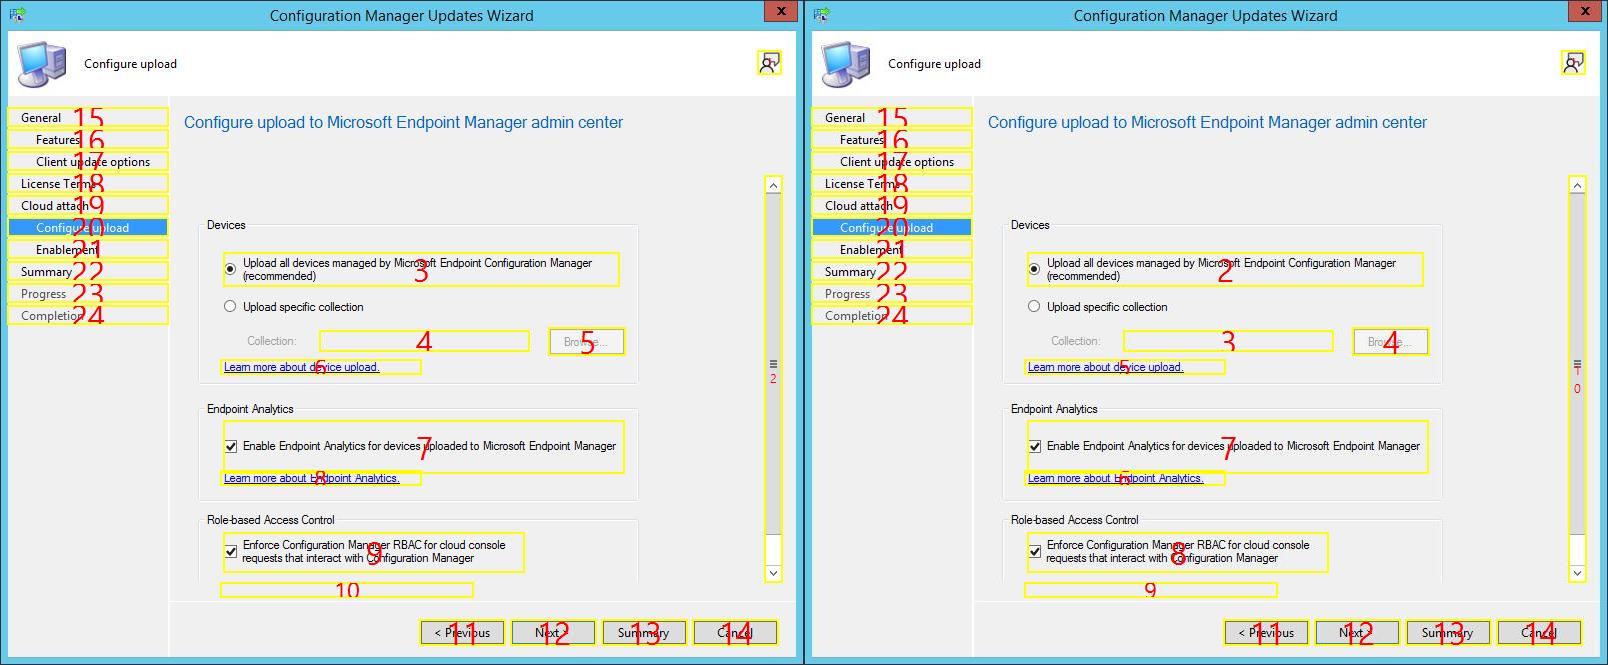 Configuration Manager Updates Wizard
x
Configure upload
1
General 15
Features 16
Client update options 17
License Terms 18
Cloud attach 19
Configure upload 20
Enablement 21
Summary 22
Progress 23
Completion 24
Configure upload to Microsoft Endpoint Manager admin center
Devices
Upload all devices managed by Microsoft Endpoint Configuration Manager
(recommended)
3
Upload specific collection
Collection: 4 Browse... 5
Learn more about device upload. 6
2
Endpoint Analytics
Enable Endpoint Analytics for devices uploaded to Microsoft Endpoint Manager 7
Learn more about Endpoint Analytics. 8
Role-based Access Control
Enforce Configuration Manager RBAC for cloud console
requests that interact with Configuration Manager
9
10
< Previous 11 Next > 12 Summary 13 Cancel 14
Configuration Manager Updates Wizard
x
Configure upload
1
General 15
Features 16
Client update options 17
License Terms 18
Cloud attach 19
Configure upload 20
Enablement 21
Summary 22
Progress 23
Completion 24
Configure upload to Microsoft Endpoint Manager admin center
Devices
Upload all devices managed by Microsoft Endpoint Configuration Manager
(recommended)
2
Upload specific collection
Collection: 3 Browse... 4
Learn more about device upload. 5
10
Endpoint Analytics
Enable Endpoint Analytics for devices uploaded to Microsoft Endpoint Manager 7
Learn more about Endpoint Analytics. 6
Role-based Access Control
Enforce Configuration Manager RBAC for cloud console
requests that interact with Configuration Manager
8
9
< Previous 11 Next > 12 Summary 13 Cancel 14